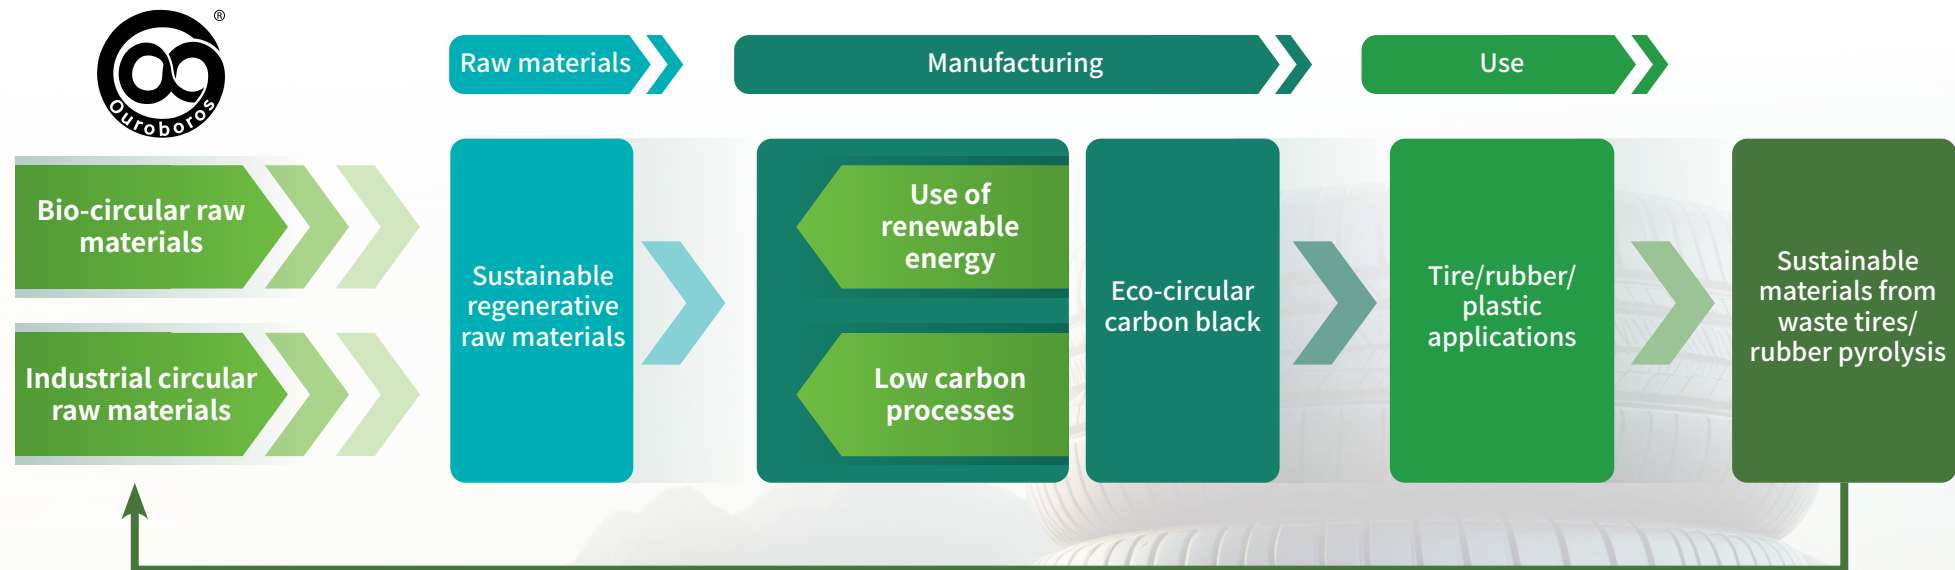 ®
Ouroboros
Raw materials
Manufacturing
Use
Bio-circular raw
materials
Industrial circular
raw materials
Sustainable
regenerative
raw materials
Use of
renewable
energy
Low carbon
processes
Eco-circular
carbon black
Tire/rubber/
plastic
applications
Sustainable
materials from
waste tires/
rubber pyrolysis